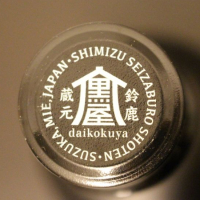 SHIMIZU SEIZABURO SHOTEN・SUZUKA MIE, JAPAN・
鈴鹿
大黒屋
蔵元
daikokuya